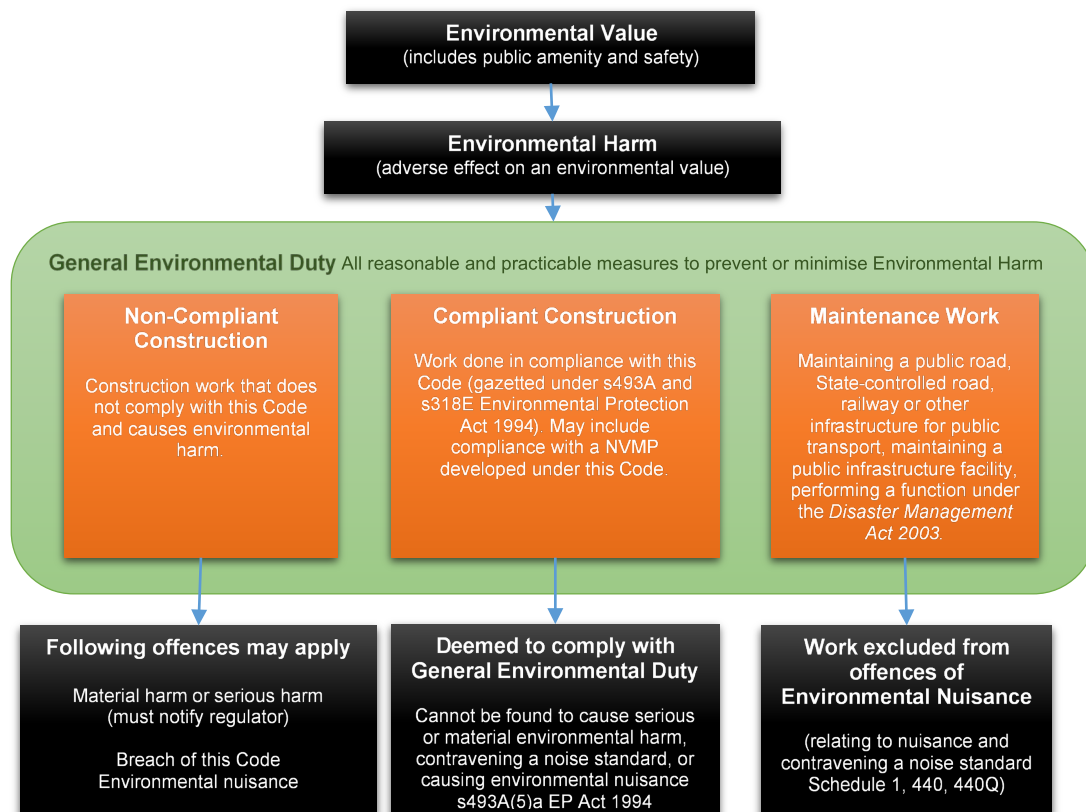 Environmental Value
(includes public amenity and safety)
Environmental Harm
(adverse effect on an environmental value)
General Environmental Duty All reasonable and practicable measures to prevent or minimise Environmental Harm
Non-Compliant
Construction
Construction work that does
not comply with this Code
and causes environmental
harm.
Compliant Construction
Work done in compliance with this
Code (gazetted under s493A and
s318E Environmental Protection
Act 1994). May include
compliance with a NVMP
developed under this Code.
Maintenance Work
Maintaining a public road,
State-controlled road,
railway or other
infrastructure for public
transport, maintaining a
public infrastructure facility,
performing a function under
the Disaster Management
Act 2003.
Following offences may apply
Material harm or serious harm
(must notify regulator)
Breach of this Code
Environmental nuisance
Deemed to comply with
General Environmental Duty
Cannot be found to cause serious
or material environmental harm,
contravening a noise standard, or
causing environmental nuisance
s493A(5)a EP Act 1994
Work excluded from
offences of
Environmental Nuisance
(relating to nuisance and
contravening a noise standard
Schedule 1, 440, 440Q)